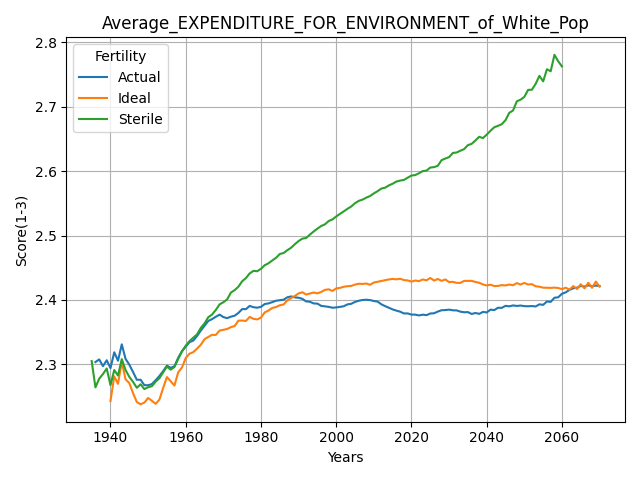 Average_EXPENDITURE_FOR_ENVIRONMENT_of_White_Pop
2.8
2.7
2.6
2.5
2.4
2.3
Score(1-3)
Fertility
Actual
Ideal
Sterile
1940 1960 1980 2000 2020 2040 2060
Years